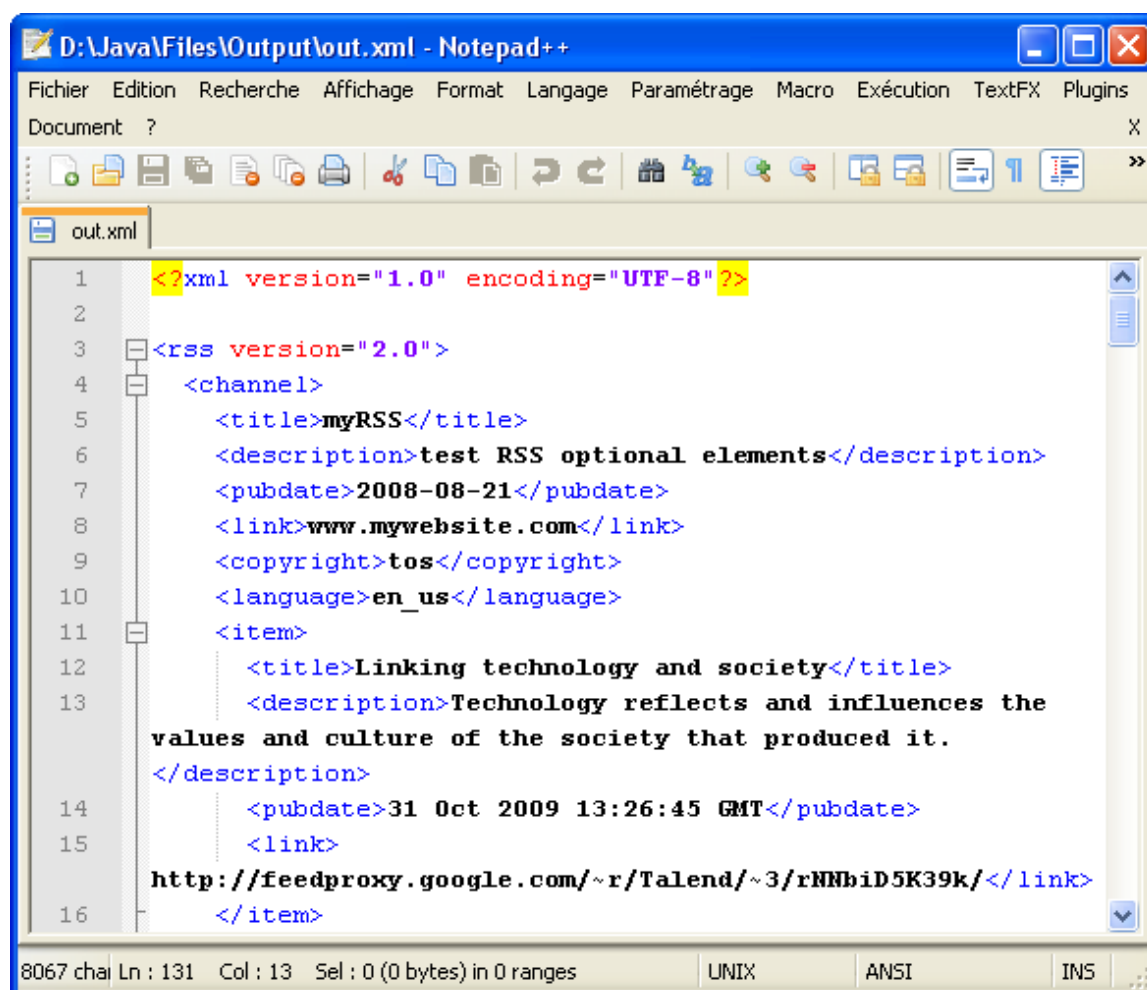 D:\Java\Files\Output\out.xml - Notepad++
Fichier Edition Recherche Affichage Format Langage Paramétrage Macro Exécution TextFX Plugins
Document ? X
out.xml
1 <?xml version="1.0" encoding="UTF-8"?>
2
3 <rss version="2.0">
4 <channel>
5 <title>myRSS</title>
6 <description>test RSS optional elements</description>
7 <pubdate>2008-08-21</pubdate>
8 <link>www.mywebsite.com</link>
9 <copyright>tos</copyright>
10 <language>en_us</language>
11 <item>
12 <title>Linking technology and society</title>
13 <description>Technology reflects and influences the
values and culture of the society that produced it.
</description>
14 <pubdate>31 Oct 2009 13:26:45 GMT</pubdate>
15 <link>
http://feedproxy.google.com/~r/Talend/~3/rNNbiD5K39k/</link>
16 </item>
8067 cha Ln : 131 Col : 13 Sel : 0 (0 bytes) in 0 ranges UNIX ANSI INS